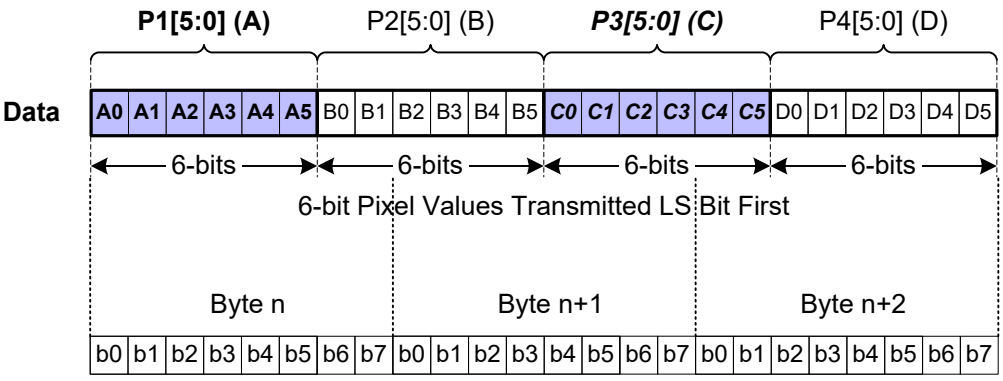 P1[5:0] (A) P2[5:0] (B) P3[5:0] (C) P4[5:0] (D)
Data A0 A1 A2 A3 A4 A5 B0 B1 B2 B3 B4 B5 C0 C1 C2 C3 C4 C5 D0 D1 D2 D3 D4 D5
6-bits 6-bits 6-bits 6-bits
6-bit Pixel Values Transmitted LS Bit First
Byte n Byte n+1 Byte n+2
b0 b1 b2 b3 b4 b5 b6 b7 b0 b1 b2 b3 b4 b5 b6 b7 b0 b1 b2 b3 b4 b5 b6 b7